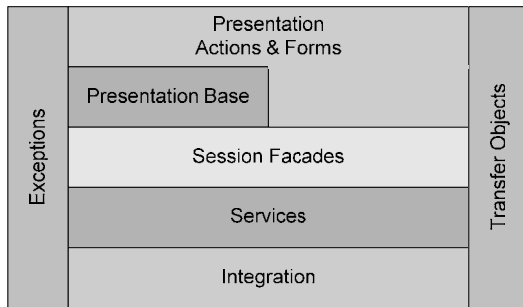 Exceptions
Presentation
Actions & Forms
Presentation Base
Session Facades
Services
Integration
Transfer Objects